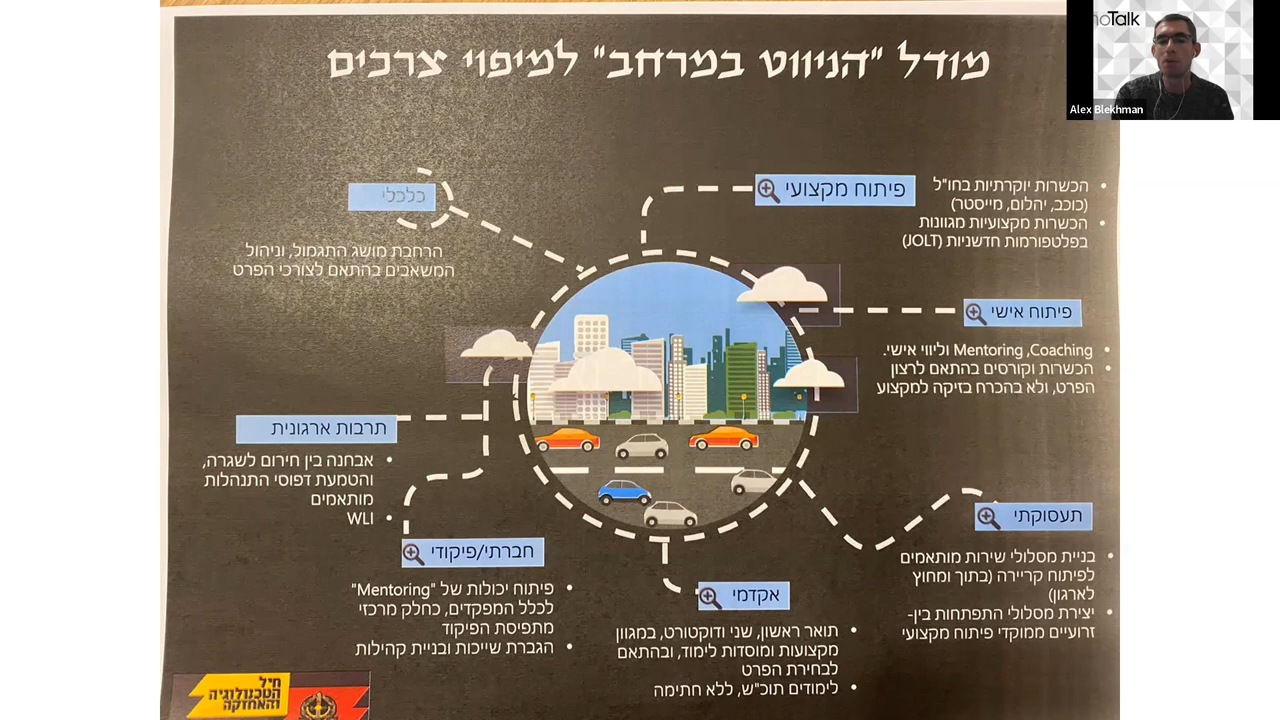 noTalk
Alex Blekhman
מודל "הניווט במרחב" למיפוי צרכים
פיתוח מקצועי
הכשרות יוקרתיות בחו"ל
(כוכב, יהלום, מייסטר)
הכשרות מקצועיות מגוונות
בפלטפורמות חדשניות (JOLT)
פיתוח אישי
Mentoring ,Coaching וליווי אישי.
הכשרות וקורסים בהתאם לרצון
הפרט, ולא בהכרח בזיקה למקצוע
תעסוקתי
בניית מסלולי שירות מותאמים
לפיתוח קריירה (בתוך ומחוץ
לארגון)
יצירת מסלולי התפתחות בין-
זרועיים ממוקדי פיתוח מקצועי
אקדמי
תואר ראשון, שני ודוקטורט, במגוון
מקצועות ומוסדות לימוד, ובהתאם
לבחירת הפרט
לימודים תוכ"ש, ללא חתימה
חברתי/פיקודי
פיתוח יכולות של "Mentoring"
לכלל המפקדים, כחלק מרכזי
מתפיסת הפיקוד
הגברת שייכות ובניית קהילות
תרבות ארגונית
אבחנה בין חירום לשגרה,
והטמעת דפוסי התנהלות
מותאמים
WLI
כלכלי
הרחבת מושג התגמול, וניהול
המשאבים בהתאם לצורכי הפרט
חיל
הטכנולוגיה
והאחזקה